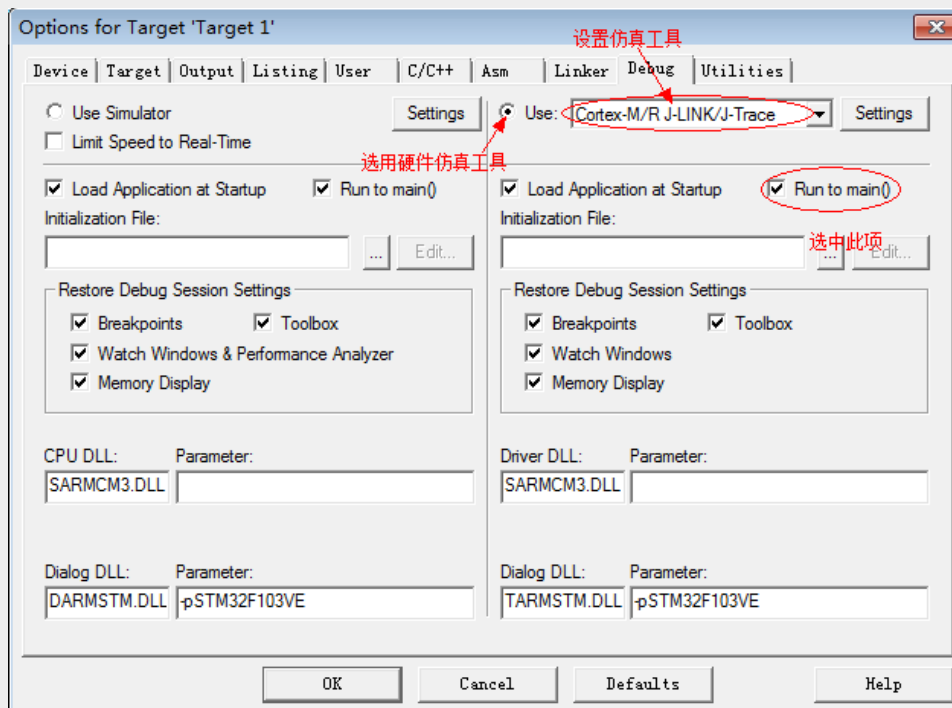 Options for Target 'Target 1'
设置仿真工具
Device Target Output Listing User C/C++ Asm Linker Debug Utilities
Use Simulator Settings Use: Cortex-M/R J-LINK/J-Trace Settings
Limit Speed to Real-Time
选用硬件仿真工具
Load Application at Startup Run to main() Load Application at Startup Run to main()
Initialization File: Initialization File:
选中此项
... Edit... ... Edit...
Restore Debug Session Settings Restore Debug Session Settings
Breakpoints Toolbox Breakpoints Toolbox
Watch Windows & Performance Analyzer Watch Windows
Memory Display Memory Display
CPU DLL: Parameter: Driver DLL: Parameter:
SARMCM3.DLL SARMCM3.DLL
Dialog DLL: Parameter: Dialog DLL: Parameter:
DARMSTM.DLL -pSTM32F103VE TARMSTM.DLL -pSTM32F103VE
OK Cancel Defaults Help